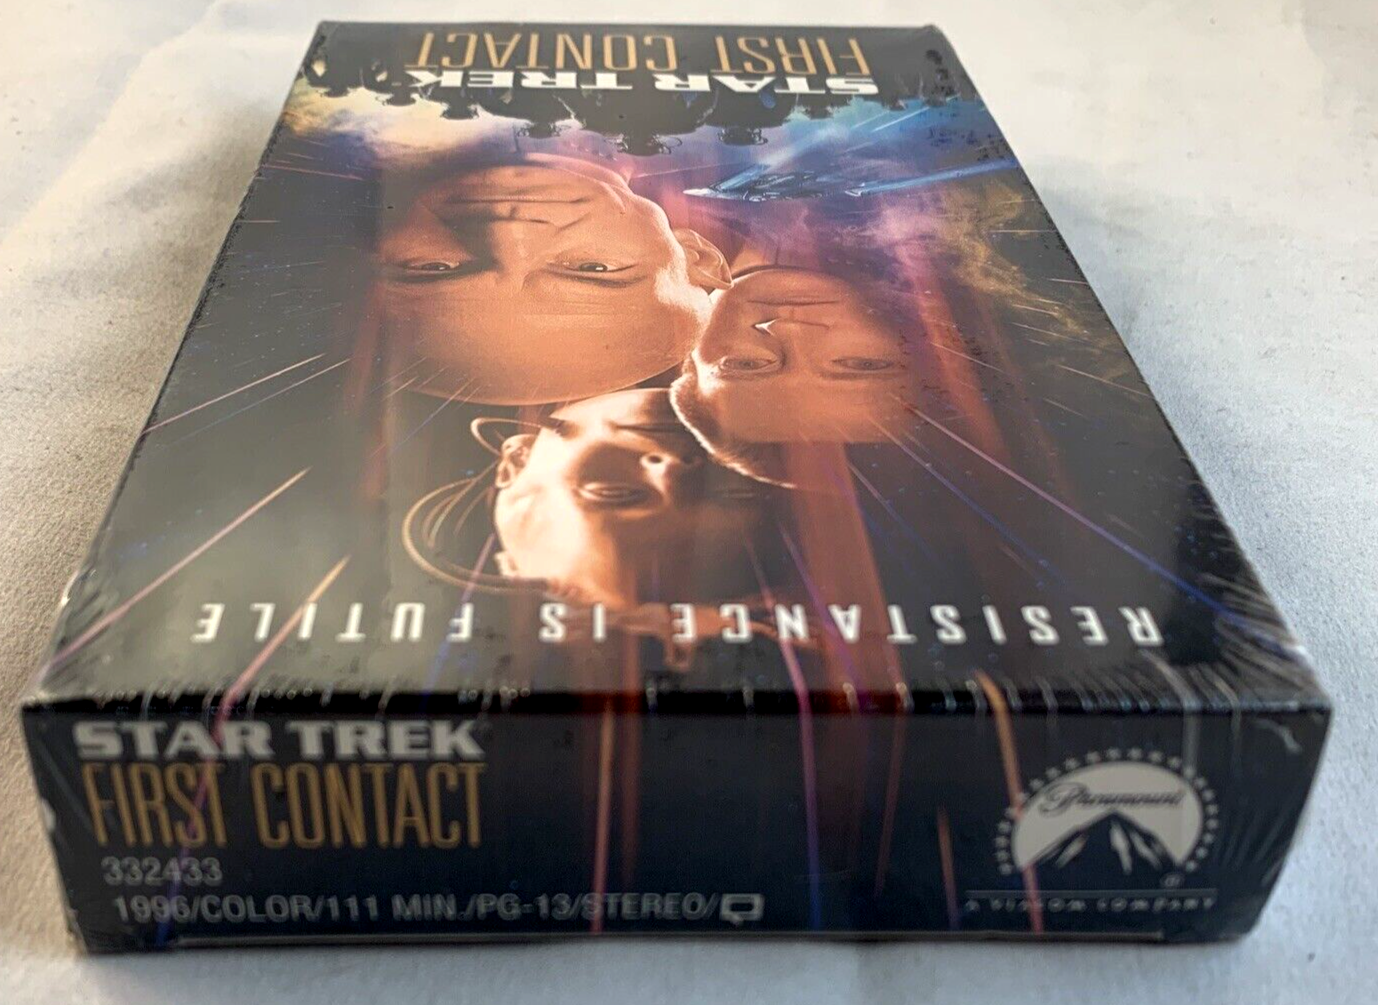 STAR TREK
FIRST CONTACT
RESISTANCE IS FUTILE
STAR TREK
FIRST CONTACT
332433
1996/COLOR/111 MIN./PG-13/STEREO/
Paramount
®
A VIACOM COMPANY